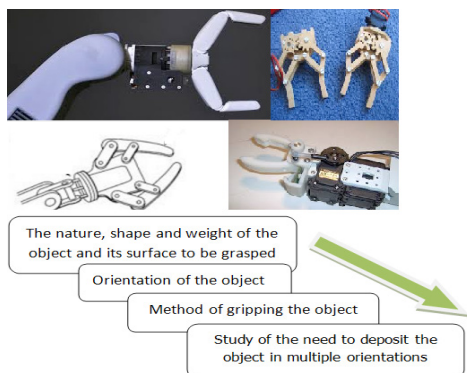 The nature, shape and weight of the
object and its surface to be grasped
Orientation of the object
Method of gripping the object
Study of the need to deposit the
object in multiple orientations